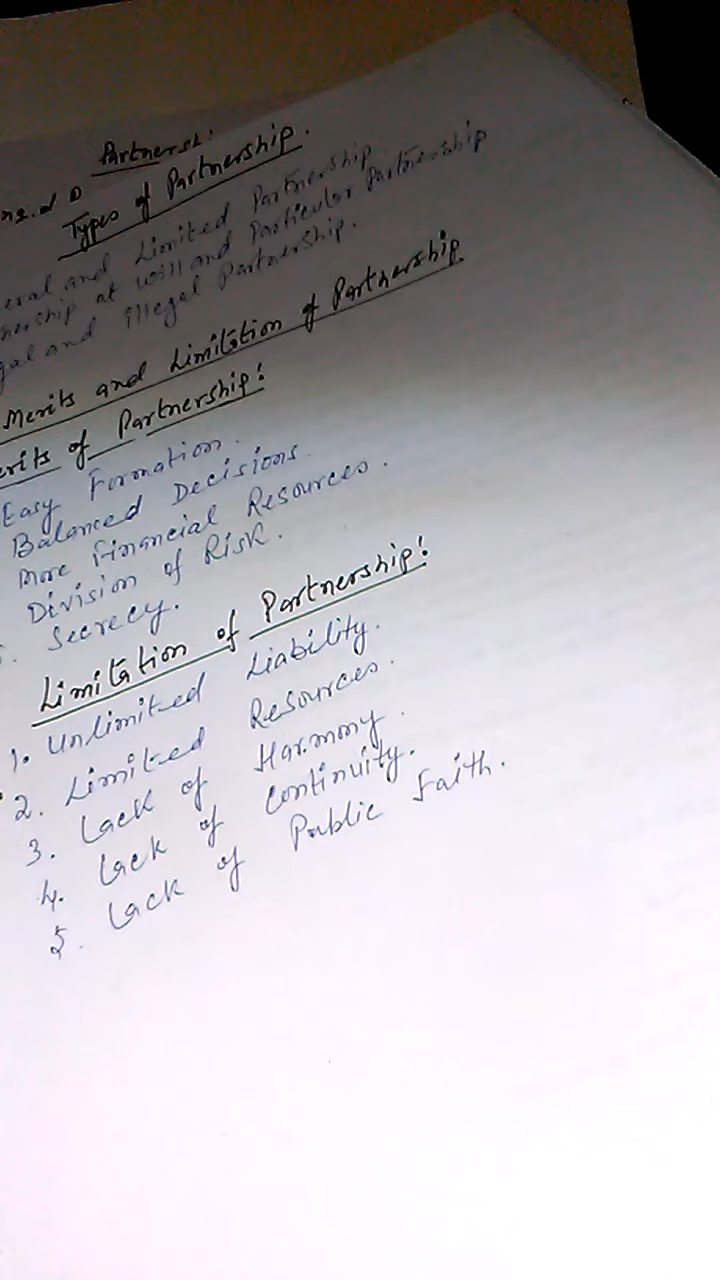 Types of Partnership.
and Limited Partnership
at will and Particular Partnership
and illegal Partnership.
Merits and Limitation of Partnership
of Partnership:
Easy Formation.
Balanced Decisions.
More Financial Resources.
Division of Risk.
Secrecy.
Limitation of Partnership:
1. Unlimited Liability.
2. Limited Resources.
3. Lack of Harmony.
4. Lack of Continuity.
5. Lack of Public Faith.